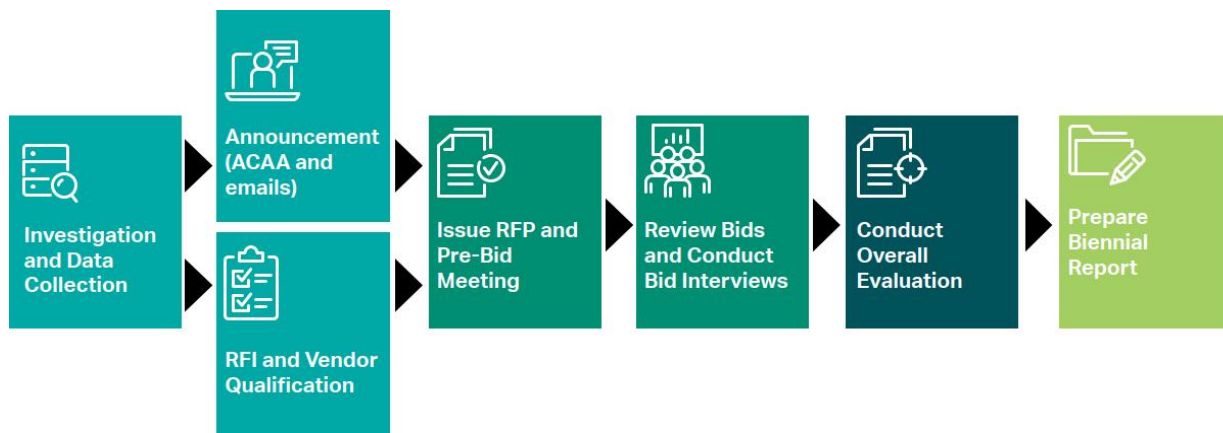 Investigation
and Data
Collection
Announcement
(ACAA and
emails)
RFI and Vendor
Qualification
Issue RFP and
Pre-Bid
Meeting
Review Bids
and Conduct
Bid Interviews
Conduct
Overall
Evaluation
Prepare
Biennial
Report